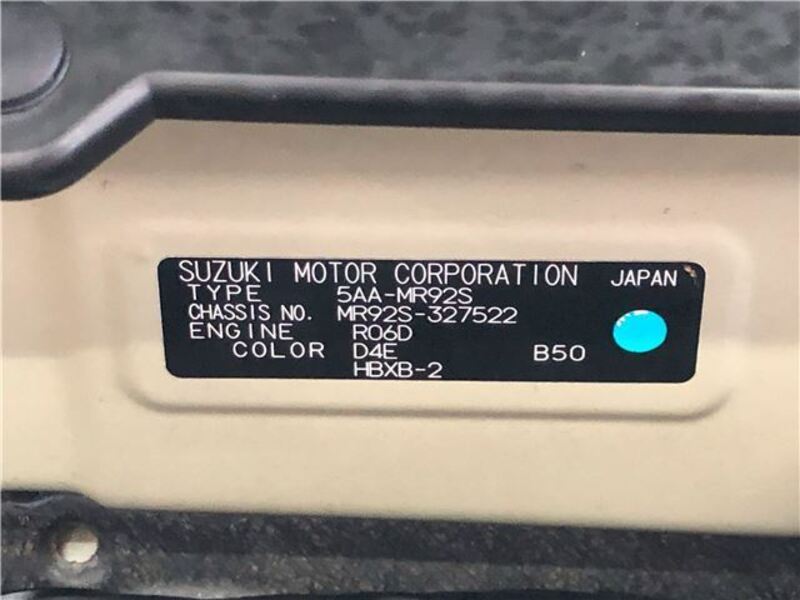 SUZUKI MOTOR CORPORATION JAPAN
TYPE 5AA-MR92S
CHASSIS NO. MR92S-327522
ENGINE R06D
COLOR D4E B50
HBXB-2